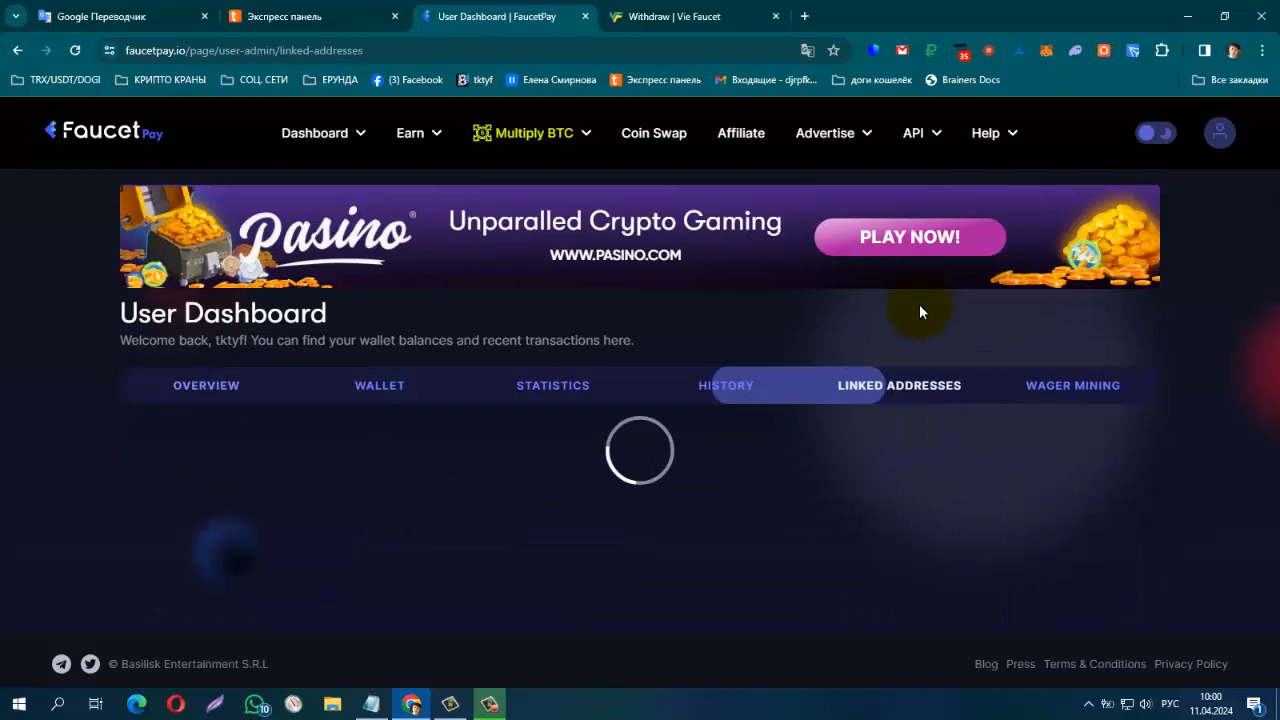 Google Переводчик
Экспресс панель
User Dashboard | FaucetPay
Withdraw | Vie Faucet
faucetpay.io/page/user-admin/linked-addresses
35
TRX/USDT/DOGI
КРИПТО КРАНЫ
СОЦ. СЕТИ
ЕРУНДА
(3) Facebook
tktyf
Елена Смирнова
Экспресс панель
Входящие - djrpfk...
доги кошелёк
Brainers Docs
Все закладки
Faucet Pay
Dashboard
Earn
Multiply BTC
Coin Swap
Affiliate
Advertise
API
Help
Pasino®
Unparalled Crypto Gaming
WWW.PASINO.COM
PLAY NOW!
User Dashboard
Welcome back, tktyf! You can find your wallet balances and recent transactions here.
OVERVIEW
WALLET
STATISTICS
HISTORY
LINKED ADDRESSES
WAGER MINING
© Basilisk Entertainment S.R.L
Blog
Press
Terms & Conditions
Privacy Policy
10
РУС
10:00
11.04.2024
1